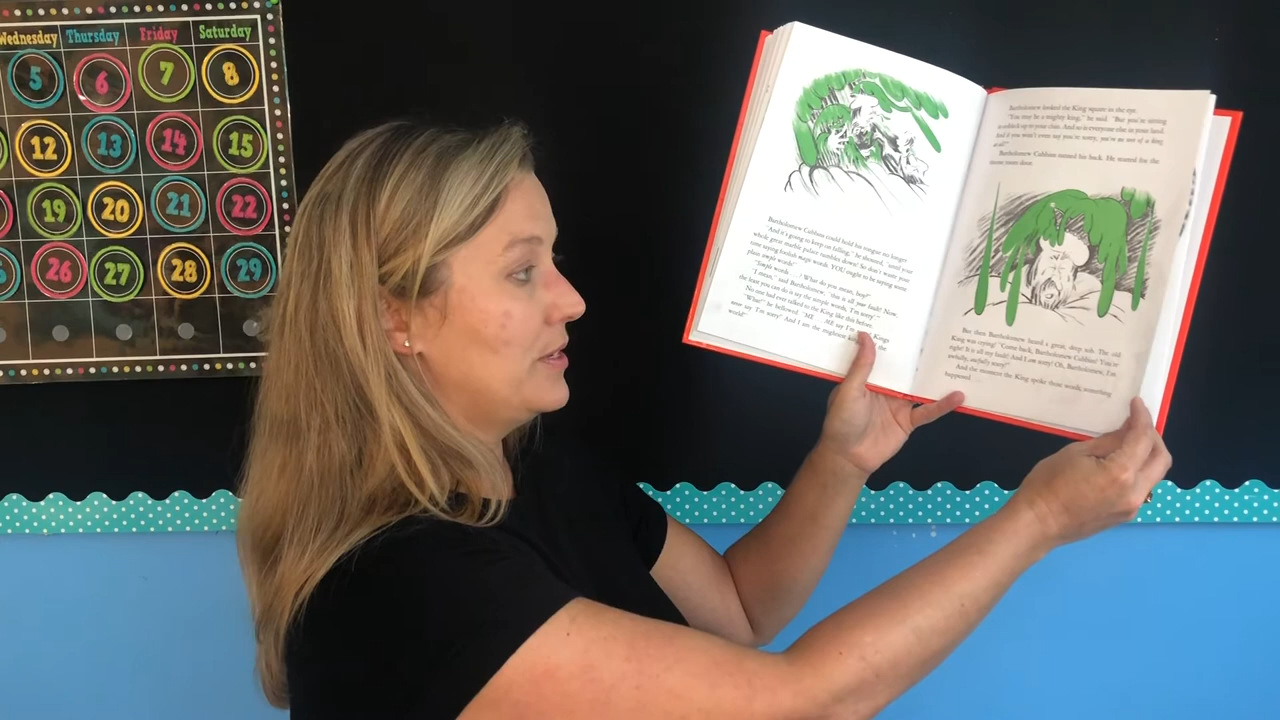 Wednesday Thursday Friday Saturday
5 6 7 8
12 13 14 15
19 20 21 22
26 27 28 29
Bartholomew Cubbins could hold his tongue no longer.
"And it's going to keep on falling," he shouted, "until your
whole great marble palace tumbles down! So don't waste your
time saying foolish magic words. YOU ought to be saying some
plain simple words!"
"Simple words . . . ? What do you mean, boy?"
"I mean," said Bartholomew, "this is all your fault! Now,
the least you can do is say the simple words, 'I'm sorry'."
No one had ever talked to the King like this before.
"What!" he bellowed. "ME . . . ME say I'm Kings
never say 'I'm sorry!' And I am the mightiest the
world!"
Bartholomew looked the King square in the eye.
"You may be a mighty king," he said. "But you're sitting
in oobleck up to your chin. And so is everyone else in your land.
And if you won't even say you're sorry, you're no sort of a king
at all!"
Bartholomew Cubbins turned his back. He started for the
throne room door.
But then Bartholomew heard a great, deep sob. The old
King was crying! "Come back, Bartholomew Cubbins! You're
right! It is all my fault! And I am sorry! Oh, Bartholomew, I'm
awfully, awfully sorry!"
And the moment the King spoke those words, something
happened